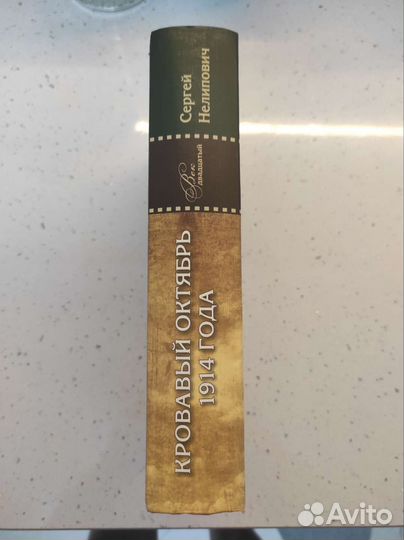 Сергей
Нелипович
Век
двадцатый
КРОВАВЫЙ ОКТЯБРЬ
1914 ГОДА
Avito